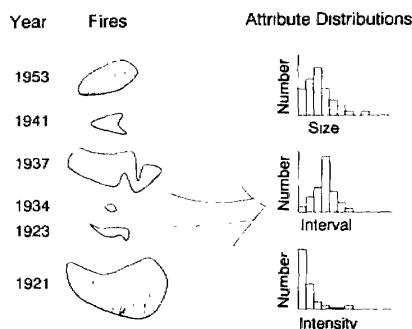 Year Fires Attribute Distributions
1953
1941
1937
1934
1923
1921
Number
Size
Number
Interval
Number
Intensity